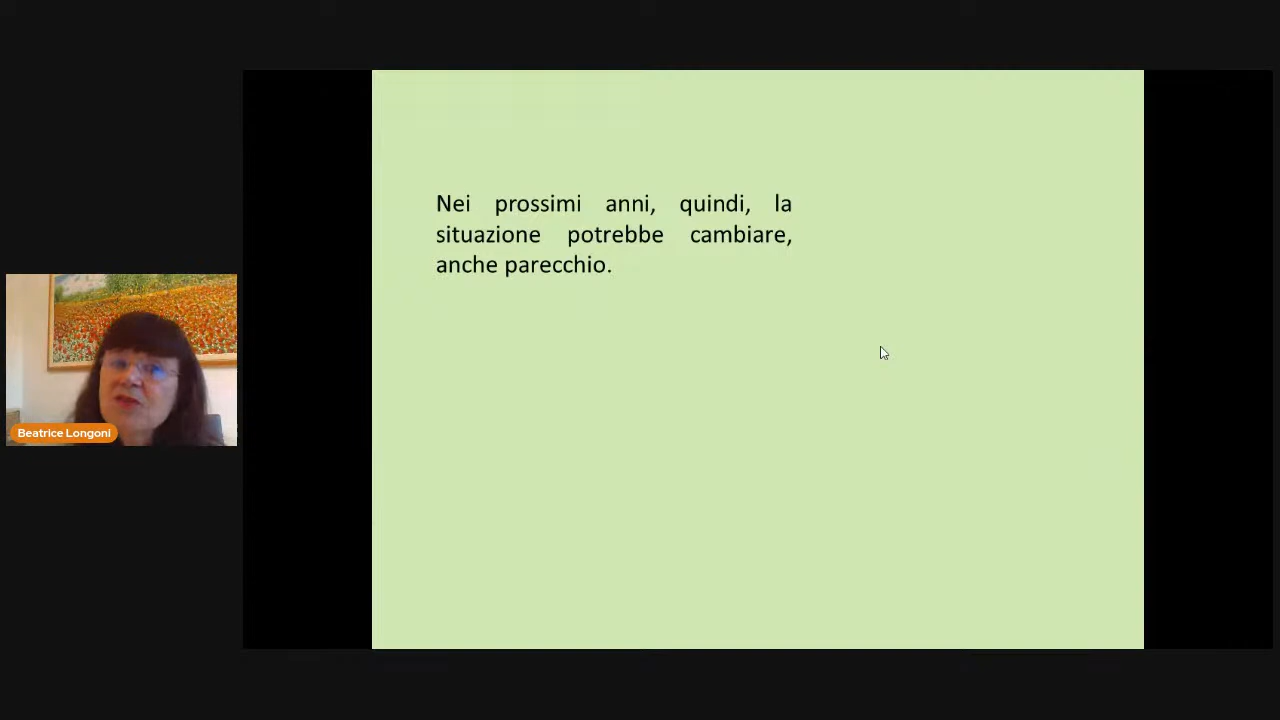 Nei prossimi anni, quindi, la
situazione potrebbe cambiare,
anche parecchio.
Beatrice Longoni